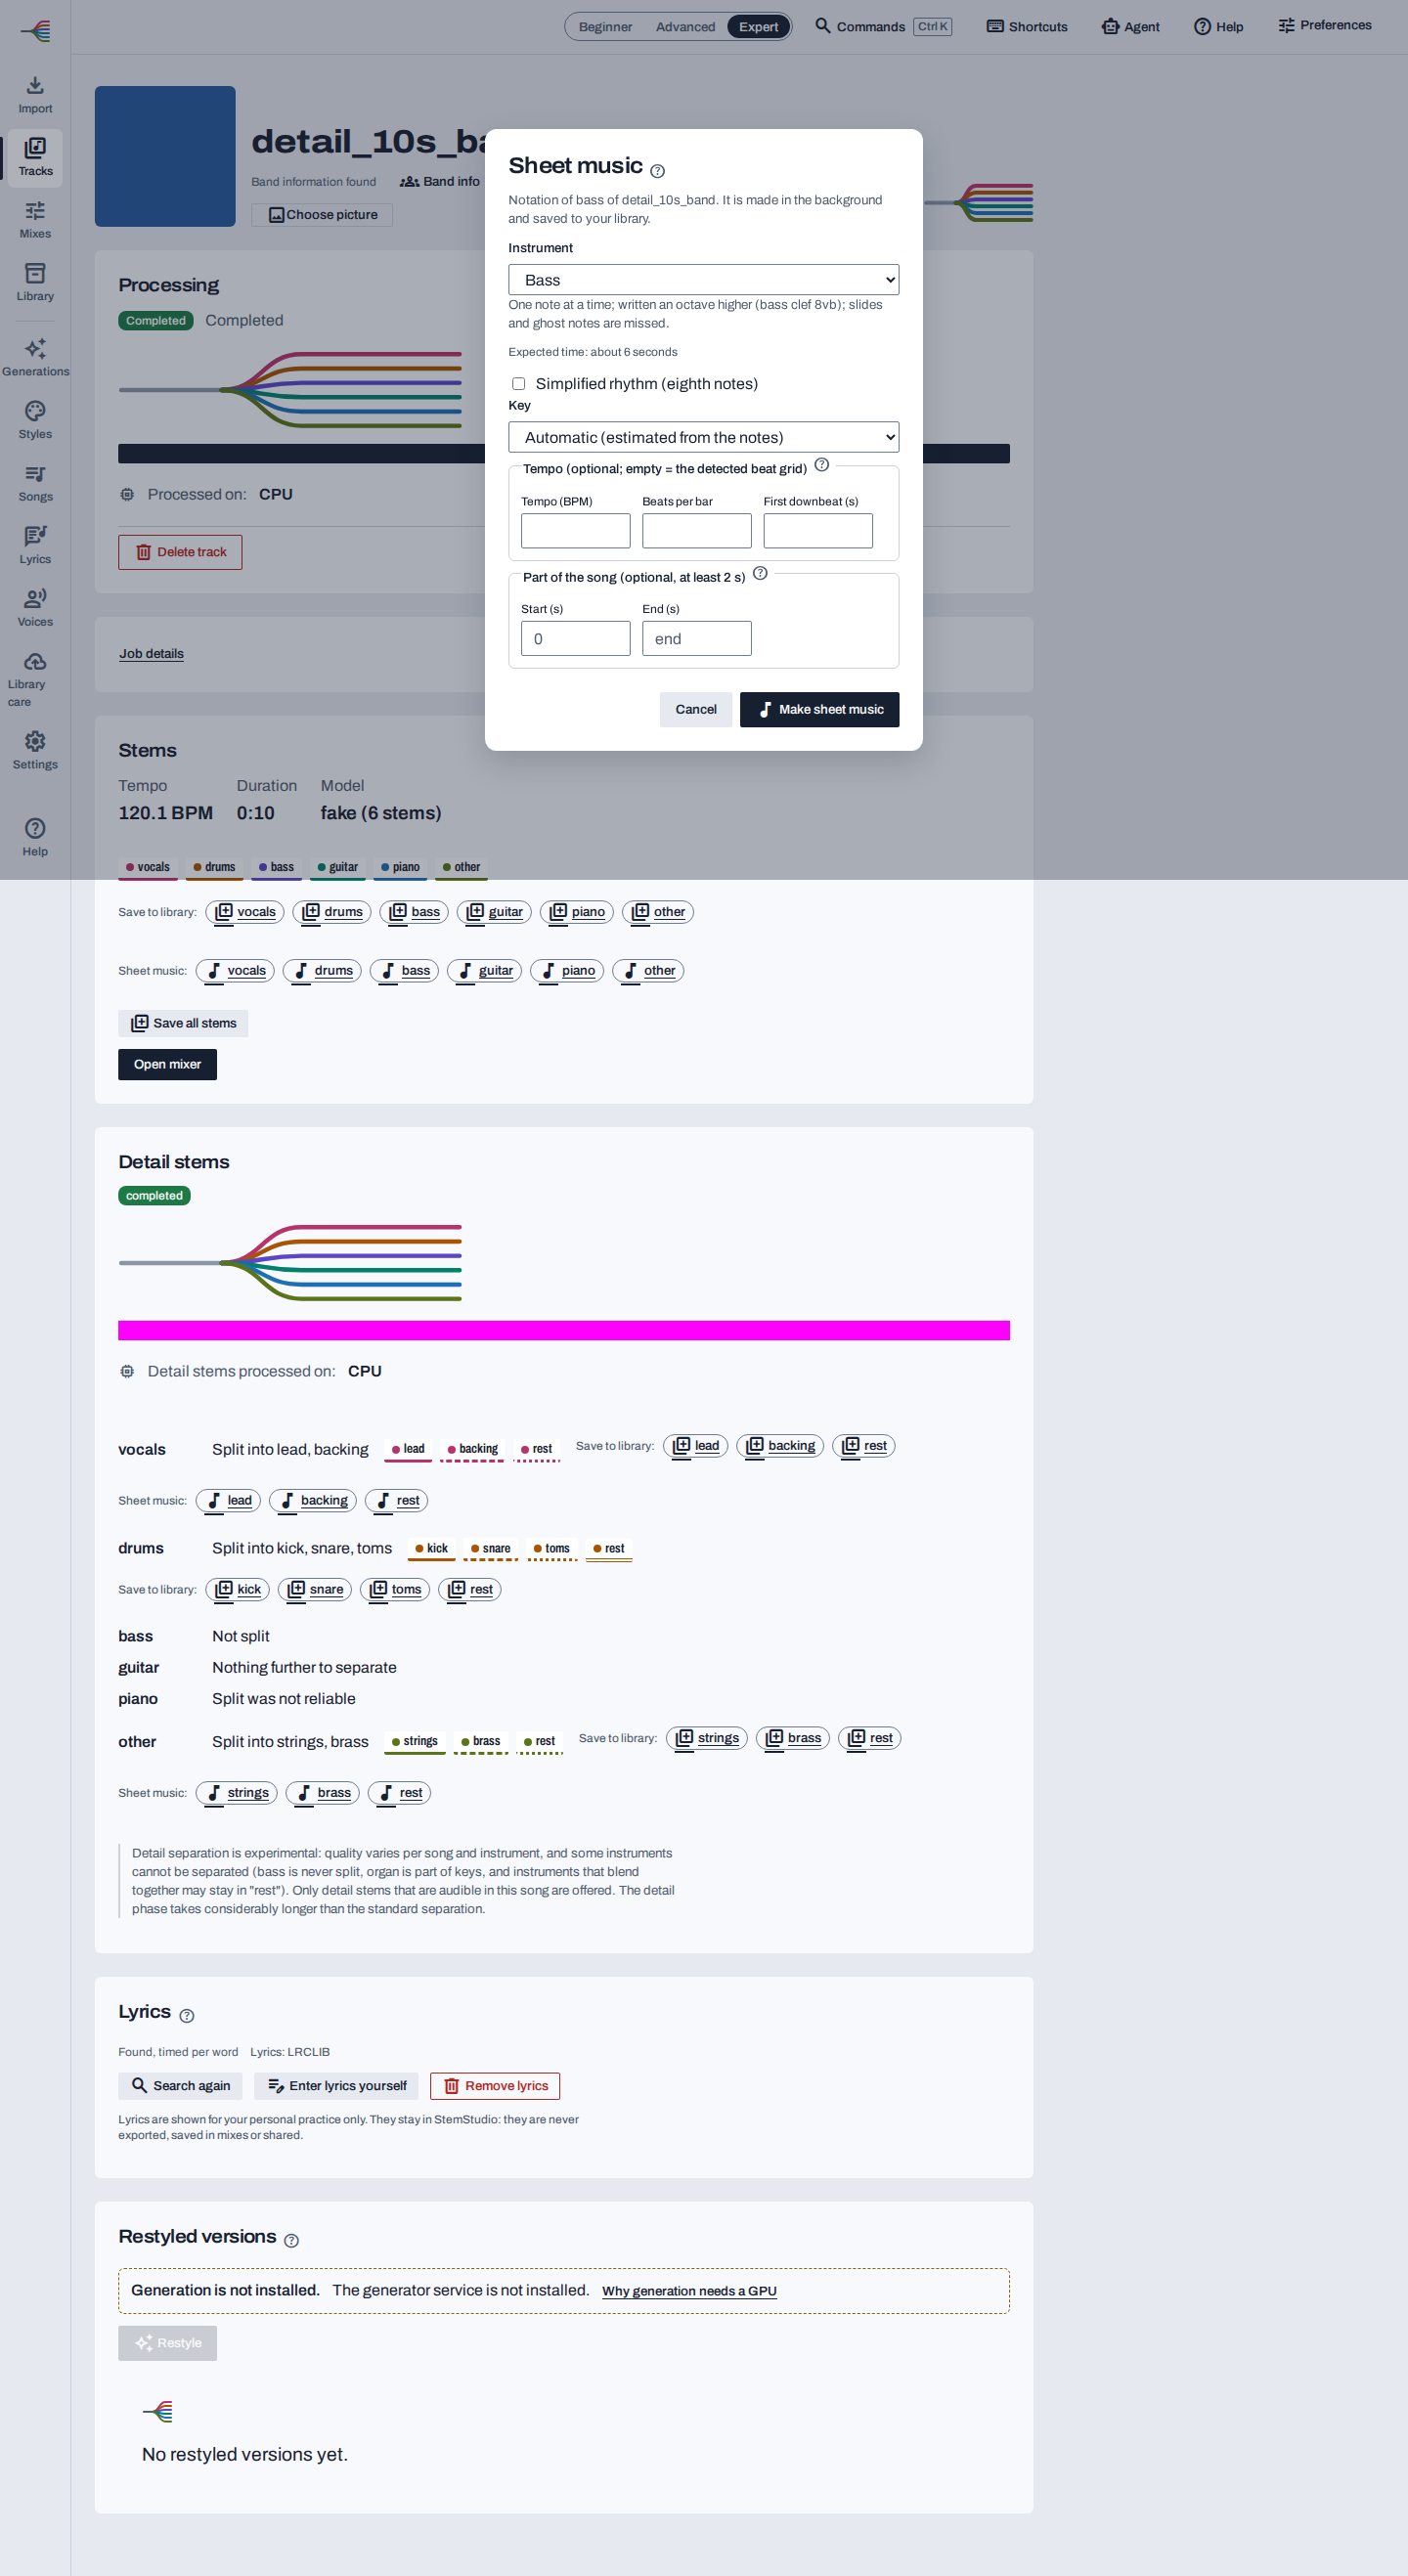 Beginner Advanced Expert Commands Ctrl K Shortcuts Agent Help Preferences
Import
Tracks
Mixes
Library
Generations
Styles
Songs
Lyrics
Voices
Library
care
Settings
Help
detail_10s_ba
Band information found Band info
Choose picture
Processing
Completed Completed
Processed on: CPU
Delete track
Job details
Sheet music
Notation of bass of detail_10s_band. It is made in the background
and saved to your library.
Instrument
Bass
One note at a time; written an octave higher (bass clef 8vb); slides
and ghost notes are missed.
Expected time: about 6 seconds
Simplified rhythm (eighth notes)
Key
Automatic (estimated from the notes)
Tempo (optional; empty = the detected beat grid)
Tempo (BPM) Beats per bar First downbeat (s)
Part of the song (optional, at least 2 s)
Start (s) End (s)
0 end
Cancel Make sheet music
Stems
Tempo Duration Model
120.1 BPM 0:10 fake (6 stems)
vocals drums bass guitar piano other
Save to library: vocals drums bass guitar piano other
Sheet music: vocals drums bass guitar piano other
Save all stems
Open mixer
Detail stems
completed
Detail stems processed on: CPU
vocals Split into lead, backing lead backing rest Save to library: lead backing rest
Sheet music: lead backing rest
drums Split into kick, snare, toms kick snare toms rest
Save to library: kick snare toms rest
bass Not split
guitar Nothing further to separate
piano Split was not reliable
other Split into strings, brass strings brass rest Save to library: strings brass rest
Sheet music: strings brass rest
Detail separation is experimental: quality varies per song and instrument, and some instruments
cannot be separated (bass is never split, organ is part of keys, and instruments that blend
together may stay in "rest"). Only detail stems that are audible in this song are offered. The detail
phase takes considerably longer than the standard separation.
Lyrics
Found, timed per word Lyrics: LRCLIB
Search again Enter lyrics yourself Remove lyrics
Lyrics are shown for your personal practice only. They stay in StemStudio: they are never
exported, saved in mixes or shared.
Restyled versions
Generation is not installed. The generator service is not installed. Why generation needs a GPU
Restyle
No restyled versions yet.